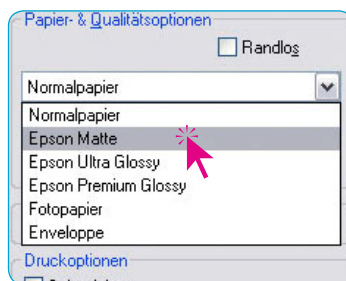 Papier- & Qualitätsoptionen
Randlos
Normalpapier
Normalpapier
Epson Matte
Epson Ultra Glossy
Epson Premium Glossy
Fotopapier
Enveloppe
Druckoptionen